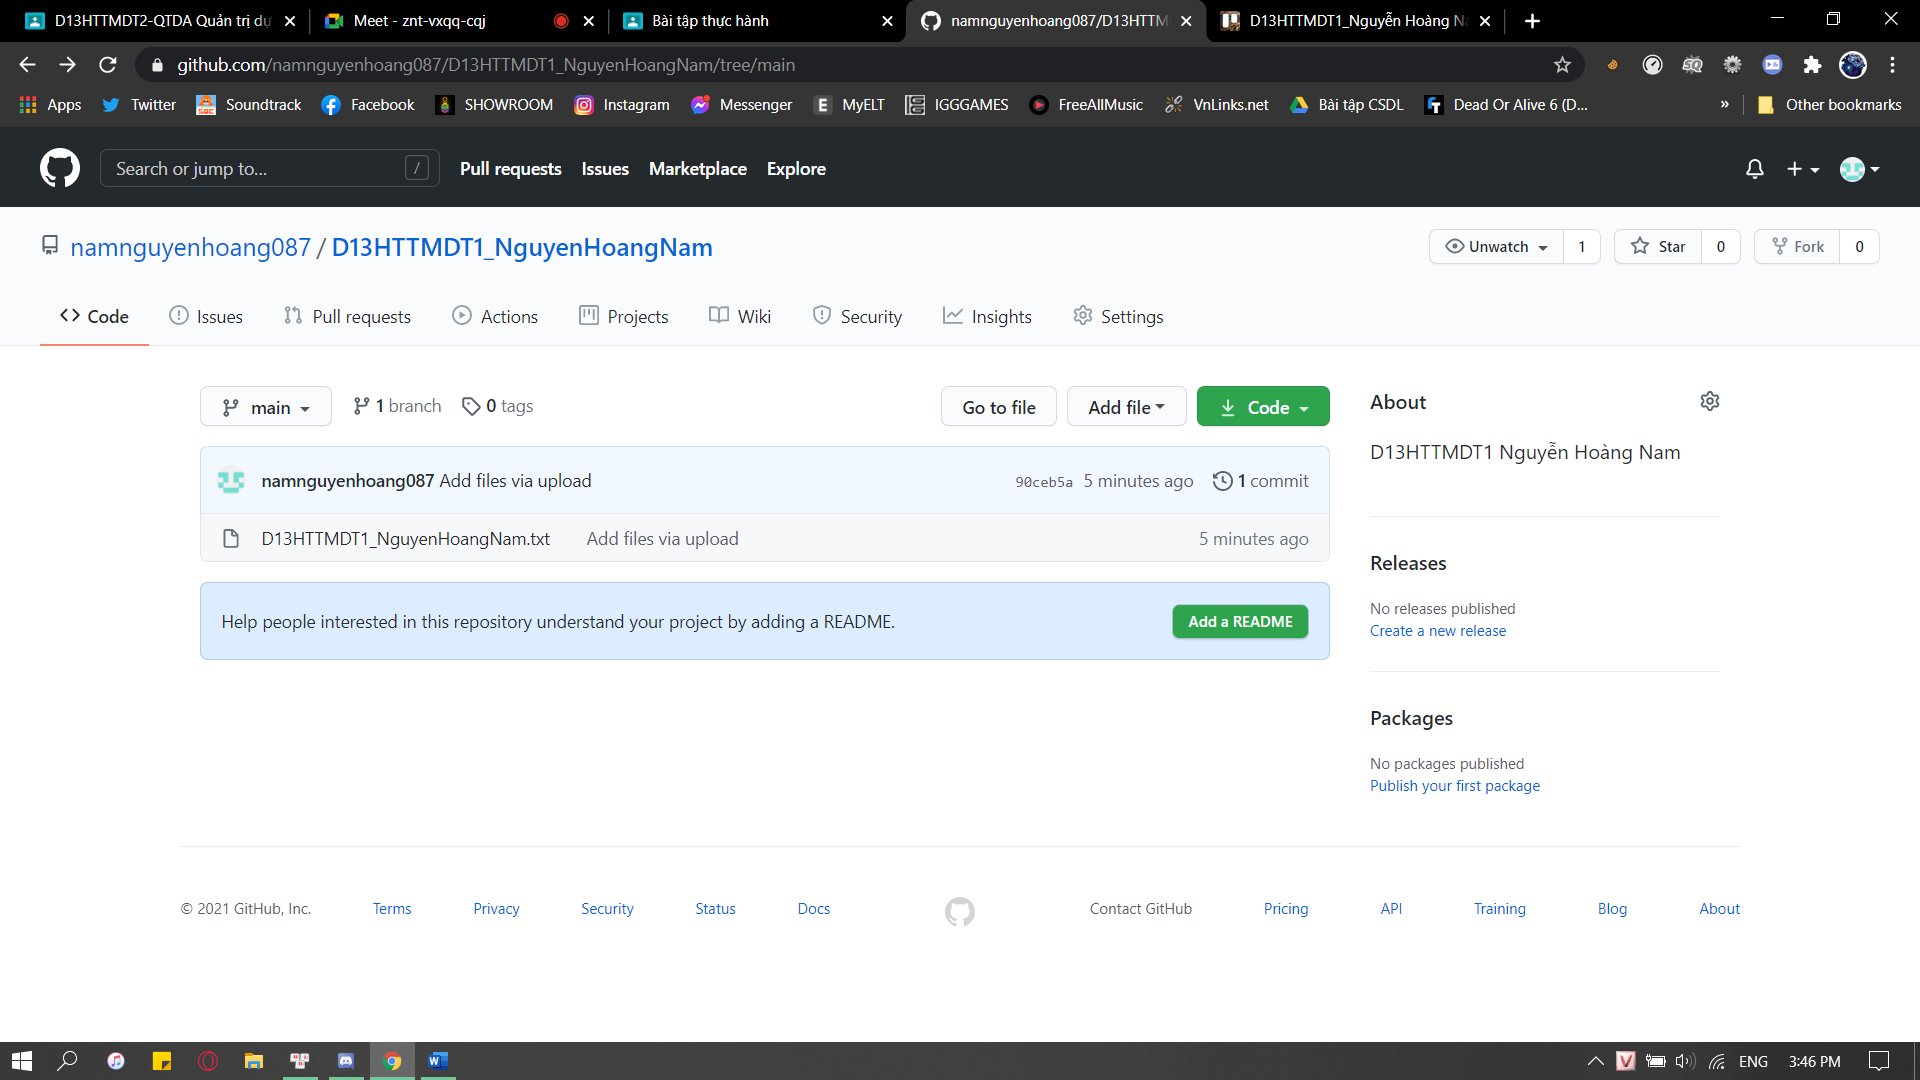 D13HTTMDT2-QTDA Quản trị dự
Meet - znt-vxqq-cqj
Bài tập thực hành
namnguyenhoang087/D13HTTM
D13HTTMDT1_Nguyễn Hoàng N
github.com/namnguyenhoang087/D13HTTMDT1_NguyenHoangNam/tree/main
Apps
Twitter
Soundtrack
Facebook
SHOWROOM
Instagram
Messenger
MyELT
IGGGAMES
FreeAllMusic
VnLinks.net
Bài tập CSDL
Dead Or Alive 6 (D...
»
Other bookmarks
Search or jump to...
/
Pull requests
Issues
Marketplace
Explore
namnguyenhoang087 / D13HTTMDT1_NguyenHoangNam
Unwatch
1
Star
0
Fork
0
Code
Issues
Pull requests
Actions
Projects
Wiki
Security
Insights
Settings
main
1 branch
0 tags
Go to file
Add file
Code
About
D13HTTMDT1 Nguyễn Hoàng Nam
namnguyenhoang087 Add files via upload
90ceb5a 5 minutes ago
1 commit
D13HTTMDT1_NguyenHoangNam.txt
Add files via upload
5 minutes ago
Help people interested in this repository understand your project by adding a README.
Add a README
Releases
No releases published
Create a new release
Packages
No packages published
Publish your first package
© 2021 GitHub, Inc.
Terms
Privacy
Security
Status
Docs
Contact GitHub
Pricing
API
Training
Blog
About
ENG
3:46 PM